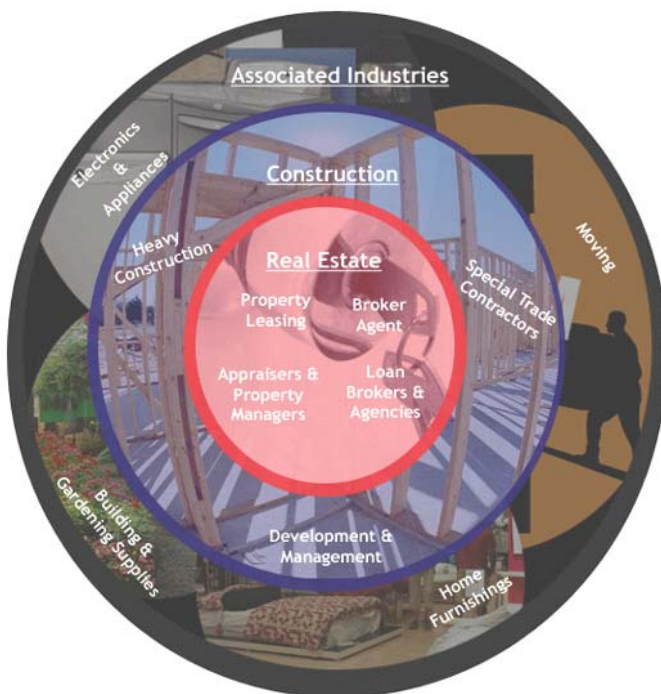 Associated Industries
Electronics
&
Appliances
Construction
Heavy
Construction
Real Estate
Property
Leasing
Broker
Agent
Appraisers &
Property
Managers
Loan
Brokers &
Agencies
Special Trade
Contractors
Moving
Building &
Gardening Supplies
Development &
Management
Home
Furnishings